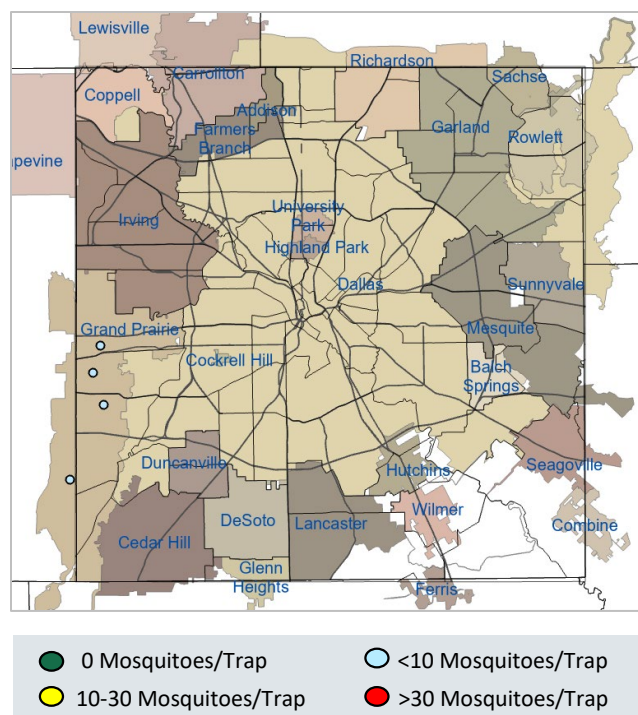 Lewisville
Richardson
Carrollton
Sachse
Coppell
Addison
Garland
Farmers
Branch
Rowlett
apevine
Irving
University
Park
Highland Park
Dallas
Sunnyvale
Grand Prairie
Mesquite
Cockrell Hill
Balch
Springs
Duncanville
Hutchins
Seagoville
Wilmer
DeSoto
Lancaster
Combine
Cedar Hill
Glenn
Heights
Ferris
0 Mosquitoes/Trap
<10 Mosquitoes/Trap
10-30 Mosquitoes/Trap
>30 Mosquitoes/Trap